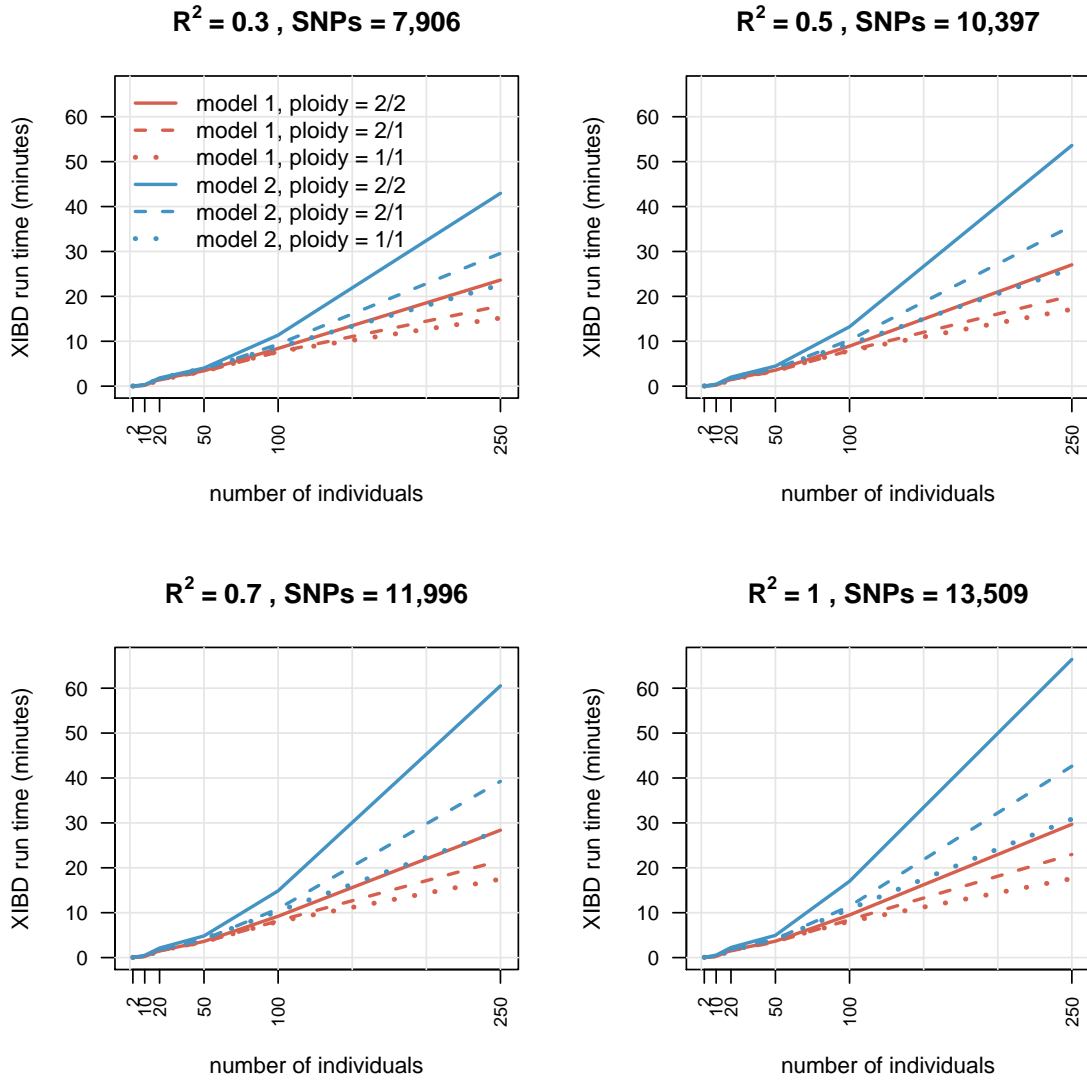 R² = 0.3 , SNPs = 7,906
XIBD run time (minutes)
60
50
40
30
20
10
0
model 1, ploidy = 2/2
model 1, ploidy = 2/1
model 1, ploidy = 1/1
model 2, ploidy = 2/2
model 2, ploidy = 2/1
model 2, ploidy = 1/1
2
10
20
50
100
250
number of individuals
R² = 0.5 , SNPs = 10,397
XIBD run time (minutes)
60
50
40
30
20
10
0
2
10
20
50
100
250
number of individuals
R² = 0.7 , SNPs = 11,996
XIBD run time (minutes)
60
50
40
30
20
10
0
2
10
20
50
100
250
number of individuals
R² = 1 , SNPs = 13,509
XIBD run time (minutes)
60
50
40
30
20
10
0
2
10
20
50
100
250
number of individuals